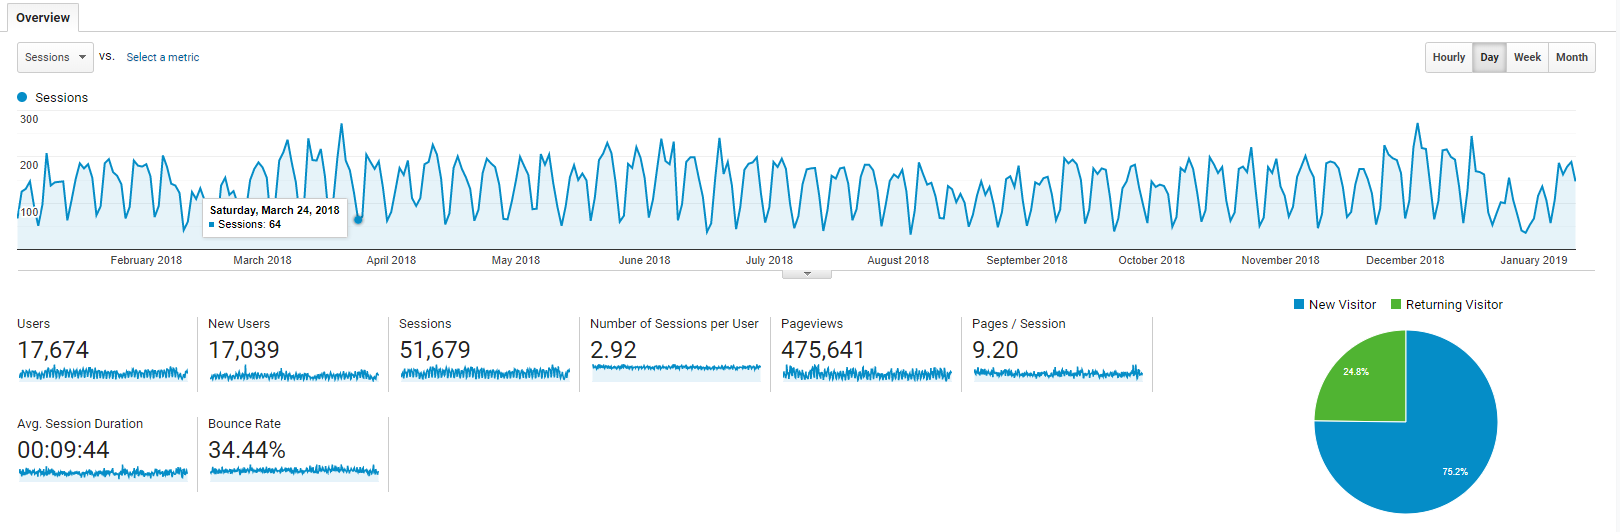 Overview
Sessions vs. Select a metric
Hourly Day Week Month
Sessions
300
200
100
Saturday, March 24, 2018
Sessions: 64
February 2018 March 2018 April 2018 May 2018 June 2018 July 2018 August 2018 September 2018 October 2018 November 2018 December 2018 January 2019
New Visitor Returning Visitor
Users New Users Sessions Number of Sessions per User Pageviews Pages / Session
17,674 17,039 51,679 2.92 475,641 9.20
24.8%
Avg. Session Duration Bounce Rate
00:09:44 34.44%
75.2%